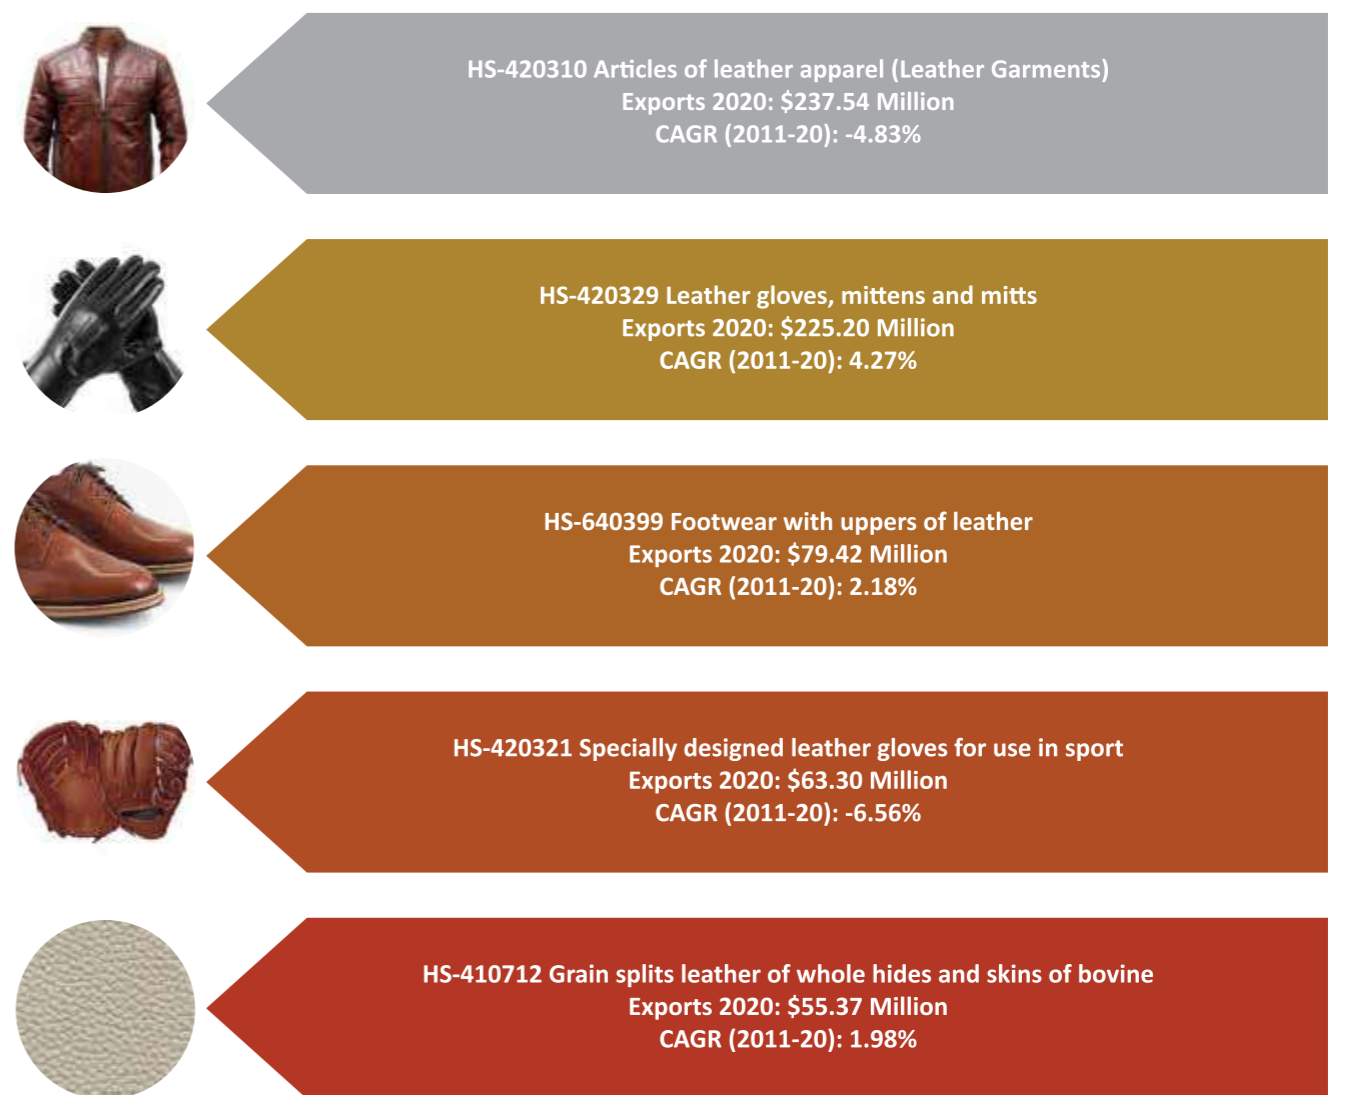 HS-420310 Articles of leather apparel (Leather Garments)
Exports 2020: $237.54 Million
CAGR (2011-20): -4.83%
HS-420329 Leather gloves, mittens and mitts
Exports 2020: $225.20 Million
CAGR (2011-20): 4.27%
HS-640399 Footwear with uppers of leather
Exports 2020: $79.42 Million
CAGR (2011-20): 2.18%
HS-420321 Specially designed leather gloves for use in sport
Exports 2020: $63.30 Million
CAGR (2011-20): -6.56%
HS-410712 Grain splits leather of whole hides and skins of bovine
Exports 2020: $55.37 Million
CAGR (2011-20): 1.98%